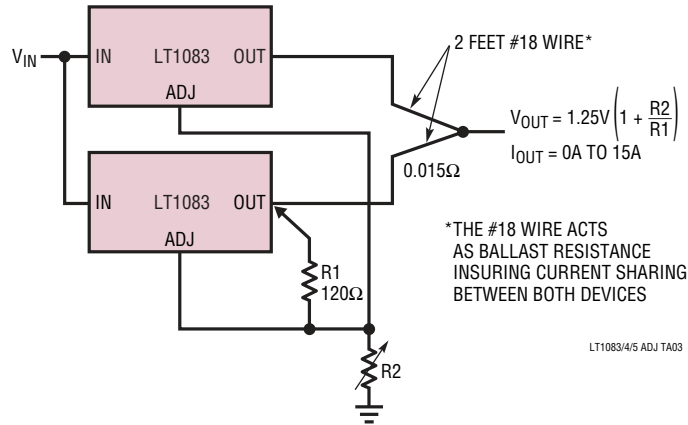 V_IN
IN LT1083 OUT
ADJ
2 FEET #18 WIRE*
V_OUT = 1.25V (1 + R2/R1)
I_OUT = 0A TO 15A
0.015Ω
IN LT1083 OUT
ADJ
R1
120Ω
*THE #18 WIRE ACTS
AS BALLAST RESISTANCE
INSURING CURRENT SHARING
BETWEEN BOTH DEVICES
LT1083/4/5 ADJ TA03
R2